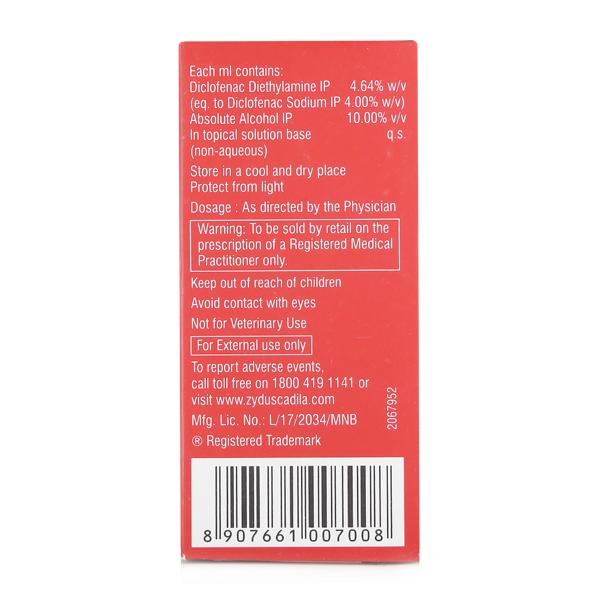 Each ml contains:
Diclofenac Diethylamine IP 4.64% w/v
(eq. to Diclofenac Sodium IP 4.00% w/v)
Absolute Alcohol IP 10.00% v/v
In topical solution base q.s.
(non-aqueous)
Store in a cool and dry place
Protect from light
Dosage : As directed by the Physician
Warning: To be sold by retail on the
prescription of a Registered Medical
Practitioner only.
Keep out of reach of children
Avoid contact with eyes
Not for Veterinary Use
For External use only
To report adverse events,
call toll free on 1800 419 1141 or
visit www.zyduscadila.com
Mfg. Lic. No.: L/17/2034/MNB
® Registered Trademark
2067952
8 907661 007008